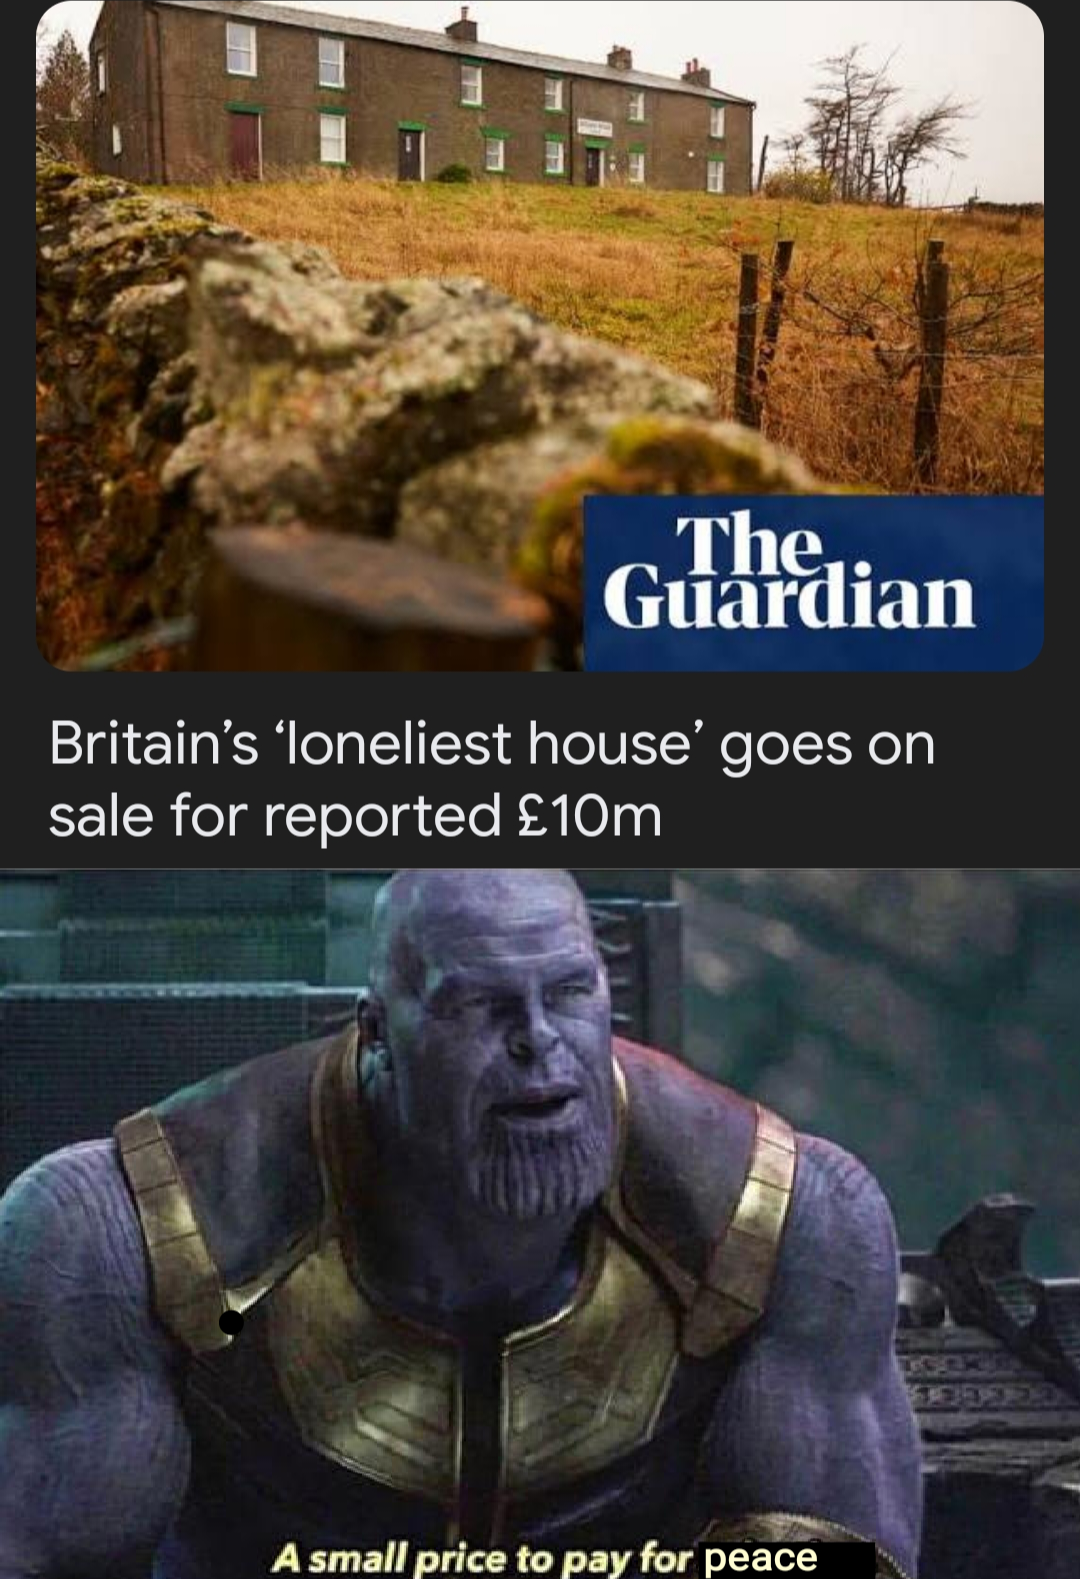 The
Guardian
Britain’s ‘loneliest house’ goes on
sale for reported £10m
A small price to pay for peace